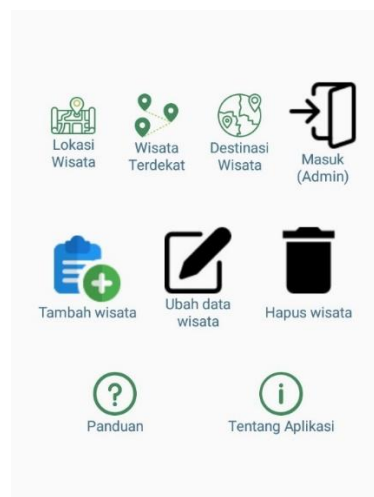 Lokasi
Wisata
Wisata
Terdekat
Destinasi
Wisata
Masuk
(Admin)
Tambah wisata
Ubah data
wisata
Hapus wisata
?
Panduan
i
Tentang Aplikasi